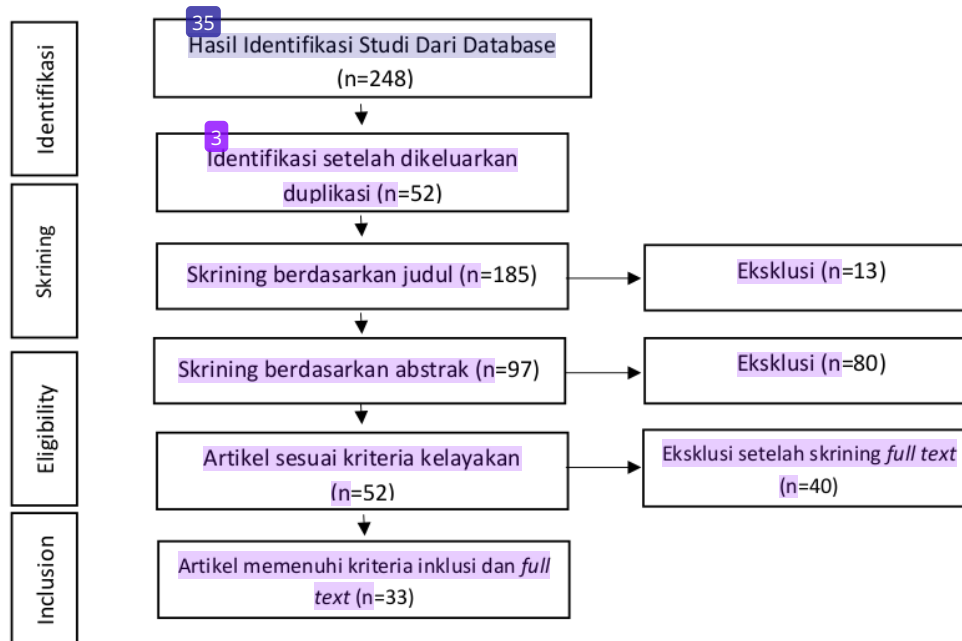 Identifikasi
35
Hasil Identifikasi Studi Dari Database
(n=248)
3
Identifikasi setelah dikeluarkan
duplikasi (n=52)
Skrining
Skrining berdasarkan judul (n=185)
Eksklusi (n=13)
Skrining berdasarkan abstrak (n=97)
Eksklusi (n=80)
Eligibility
Artikel sesuai kriteria kelayakan
(n=52)
Eksklusi setelah skrining full text
(n=40)
Inclusion
Artikel memenuhi kriteria inklusi dan full
text (n=33)